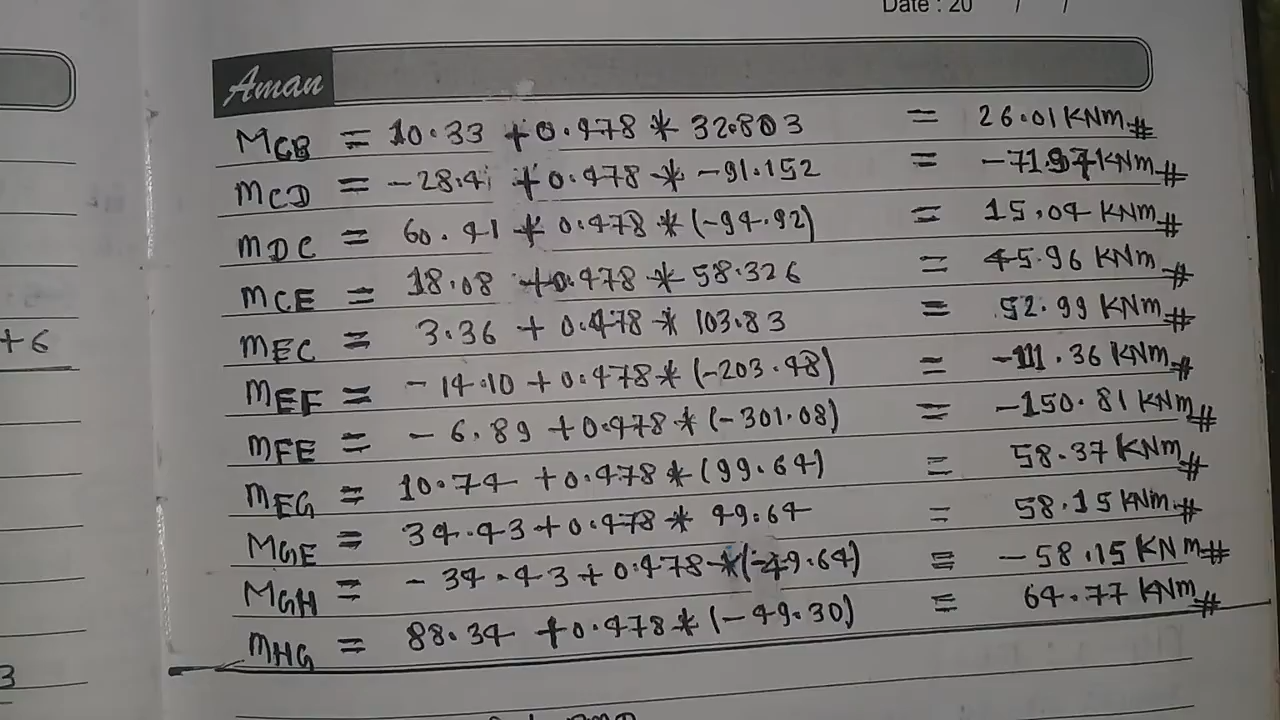 Date : 20 / /
Aman
+6
MCB = 10.33 + 0.478 * 32.803 = 26.01 KNm #
MCD = -28.4 + 0.478 * -91.152 = -71.97 KNm #
MDC = 60.41 * 0.478 * (-94.92) = 15.04 KNm #
MCE = 18.08 + 0.478 * 58.326 = 45.96 KNm #
MEC = 3.36 + 0.478 * 103.83 = 52.99 KNm #
MEF = -14.10 + 0.478 * (-203.48) = -111.36 KNm #
MFE = -6.89 + 0.478 * (-301.08) = -150.81 KNm #
MEG = 10.74 + 0.478 * (99.64) = 58.37 KNm #
MGE = 34.43 + 0.478 * 49.64 = 58.15 KNm #
MGH = -34.43 + 0.478 * (-49.64) = -58.15 KNm #
MHG = 88.34 + 0.478 * (-49.30) = 64.77 KNm #
3